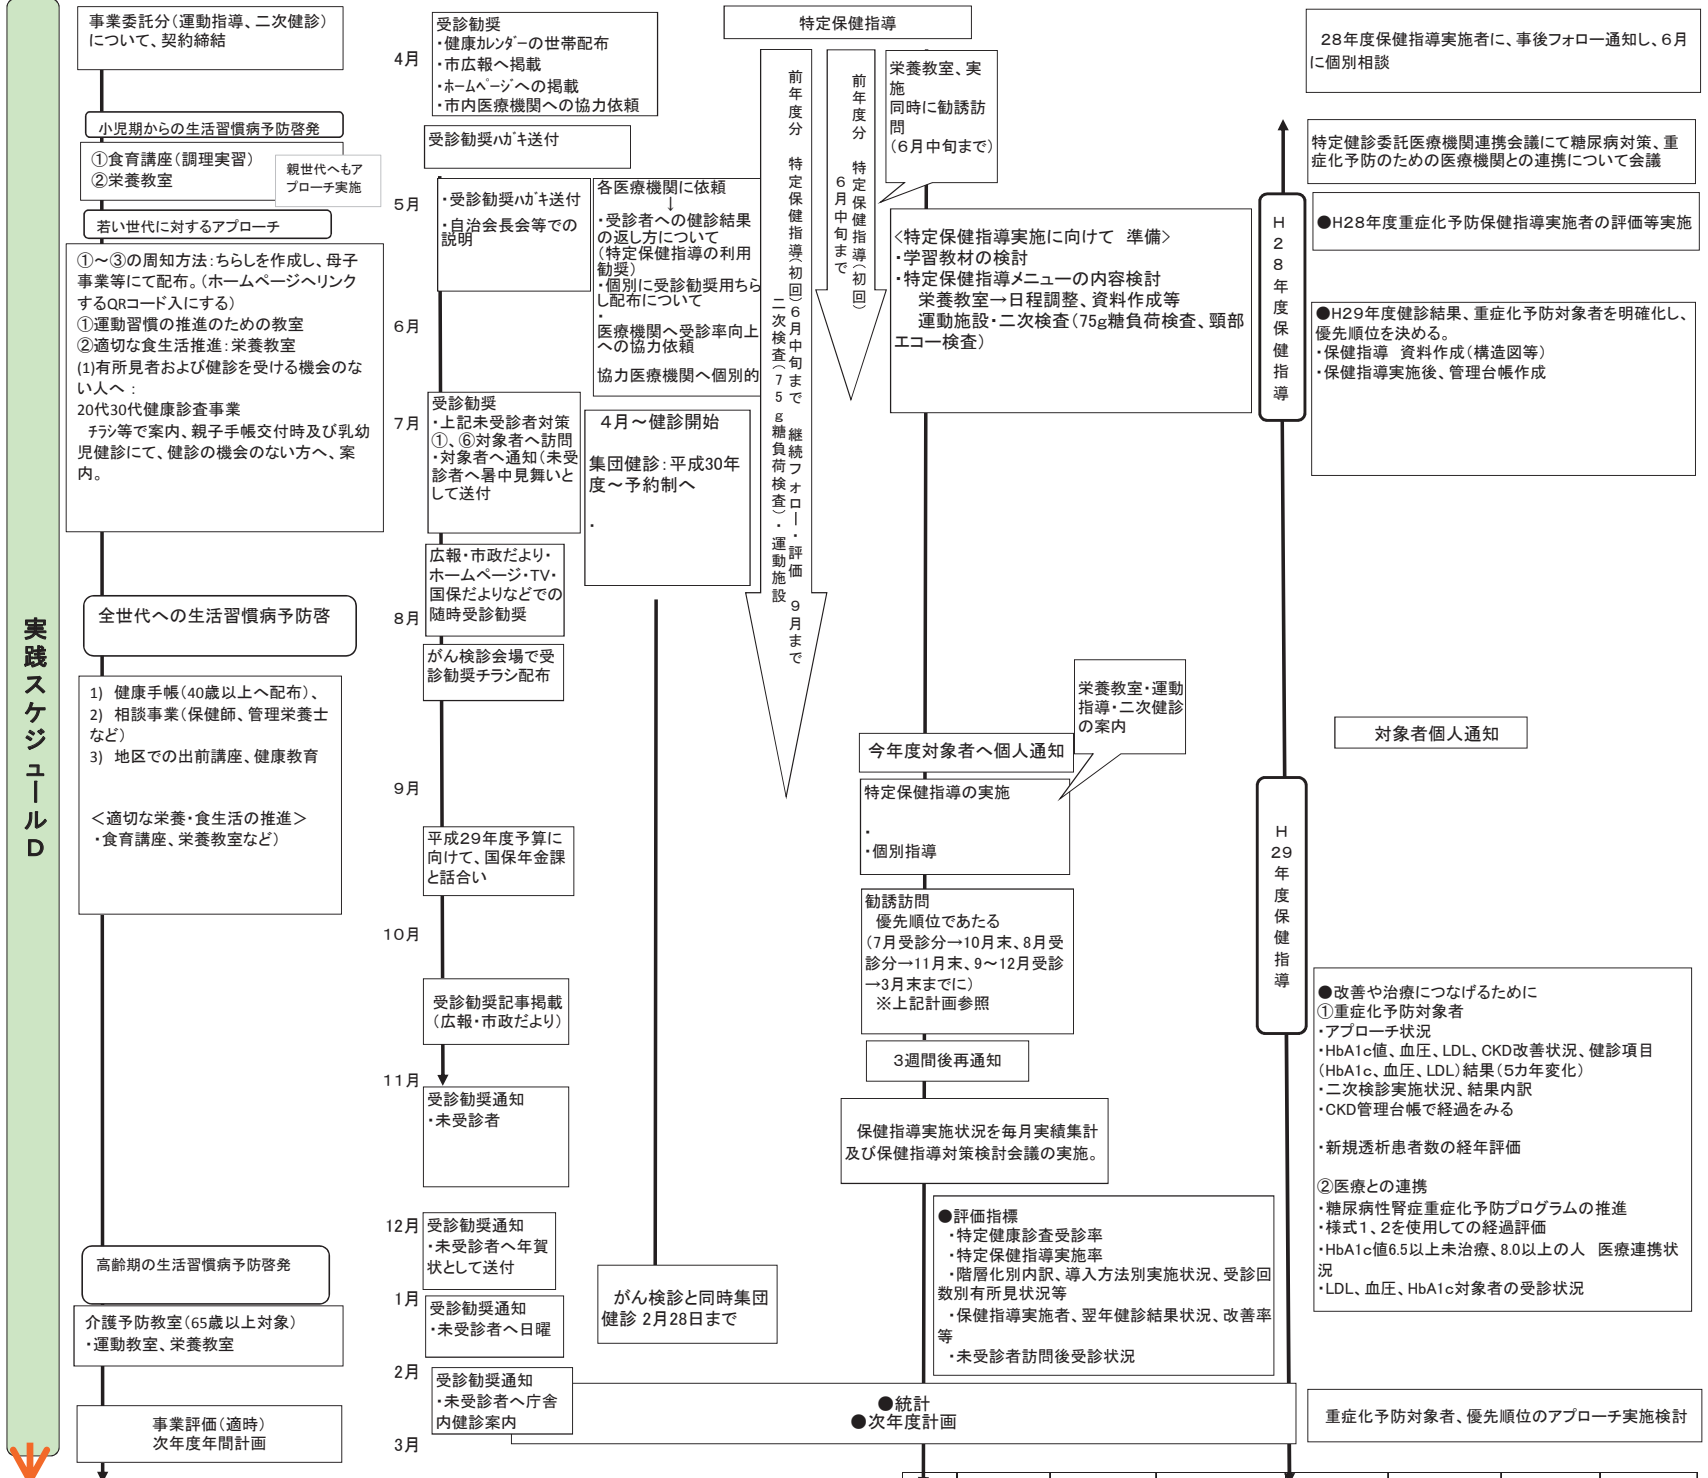 実践スケジュールD
事業委託分(運動指導、二次健診)
について、契約締結
小児期からの生活習慣病予防啓発
①食育講座(調理実習)
②栄養教室
親世代へもア
プローチ実施
若い世代に対するアプローチ
①～③の周知方法:ちらしを作成し、母子
事業等にて配布。(ホームページへリンク
するQRコード入にする)
①運動習慣の推進のための教室
②適切な食生活推進:栄養教室
(1)有所見者および健診を受ける機会のな
い人へ:
20代30代健康診査事業
チラシ等で案内、親子手帳交付時及び乳幼
児健診にて、健診の機会のない方へ、案
内。
全世代への生活習慣病予防啓
1) 健康手帳(40歳以上へ配布)、
2) 相談事業(保健師、管理栄養士
など)
3) 地区での出前講座、健康教育
<適切な栄養・食生活の推進>
・食育講座、栄養教室など)
高齢期の生活習慣病予防啓発
介護予防教室(65歳以上対象)
・運動教室、栄養教室
事業評価(適時)
次年度年間計画
4月
5月
6月
7月
8月
9月
10月
11月
12月
1月
2月
3月
受診勧奨
・健康カレンダーの世帯配布
・市広報へ掲載
・ホームページへの掲載
・市内医療機関への協力依頼
受診勧奨ハガキ送付
・受診勧奨ハガキ送付
・自治会長会等での
説明
各医療機関に依頼
↓
・受診者への健診結果
の返し方について
(特定保健指導の利用
勧奨)
・個別に受診勧奨用ちら
し配布について
・
医療機関へ受診率向上
への協力依頼
協力医療機関へ個別的
受診勧奨
・上記未受診者対策
①、⑥対象者へ訪問
・対象者へ通知(未受
診者へ暑中見舞いと
して送付
4月～健診開始
集団健診:平成30年
度～予約制へ
・
広報・市政だより・
ホームページ・TV・
国保だよりなどでの
随時受診勧奨
がん検診会場で受
診勧奨チラシ配布
平成29年度予算に
向けて、国保年金課
と話合い
受診勧奨記事掲載
(広報・市政だより)
受診勧奨通知
・未受診者
受診勧奨通知
・未受診者へ年賀
状として送付
受診勧奨通知
・未受診者へ日曜
受診勧奨通知
・未受診者へ庁舎
内健診案内
がん検診と同時集団
健診 2月28日まで
特定保健指導
前年度分 特定保健指導(初回)6月中旬まで 継続フォロー・評価 9月まで
二次検査(75g糖負荷検査)・運動施設
前年度分 特定保健指導(初回)
6月中旬まで
栄養教室、実
施
同時に勧誘訪
問
(6月中旬まで)
<特定保健指導実施に向けて 準備>
・学習教材の検討
・特定保健指導メニューの内容検討
栄養教室→日程調整、資料作成等
運動施設・二次検査(75g糖負荷検査、頸部
エコー検査)
栄養教室・運動
指導・二次健診
の案内
今年度対象者へ個人通知
特定保健指導の実施
・
・個別指導
勧誘訪問
優先順位であたる
(7月受診分→10月末、8月受
診分→11月末、9～12月受診
→3月末までに)
※上記計画参照
3週間後再通知
保健指導実施状況を毎月実績集計
及び保健指導対策検討会議の実施。
●評価指標
・特定健康診査受診率
・特定保健指導実施率
・階層化別内訳、導入方法別実施状況、受診回
数別有所見状況等
・保健指導実施者、翌年健診結果状況、改善率
等
・未受診者訪問後受診状況
●統計
●次年度計画
28年度保健指導実施者に、事後フォロー通知し、6月
に個別相談
特定健診委託医療機関連携会議にて糖尿病対策、重
症化予防のための医療機関との連携について会議
H28年度保健指導
●H28年度重症化予防保健指導実施者の評価等実施
●H29年度健診結果、重症化予防対象者を明確化し、
優先順位を決める。
・保健指導 資料作成(構造図等)
・保健指導実施後、管理台帳作成
対象者個人通知
H29年度保健指導
●改善や治療につなげるために
①重症化予防対象者
・アプローチ状況
・HbA1c値、血圧、LDL、CKD改善状況、健診項目
(HbA1c、血圧、LDL)結果(5カ年変化)
・二次検診実施状況、結果内訳
・CKD管理台帳で経過をみる
・新規透析患者数の経年評価
②医療との連携
・糖尿病性腎症重症化予防プログラムの推進
・様式1、2を使用しての経過評価
・HbA1c値6.5以上未治療、8.0以上の人 医療連携状
況
・LDL、血圧、HbA1c対象者の受診状況
重症化予防対象者、優先順位のアプローチ実施検討